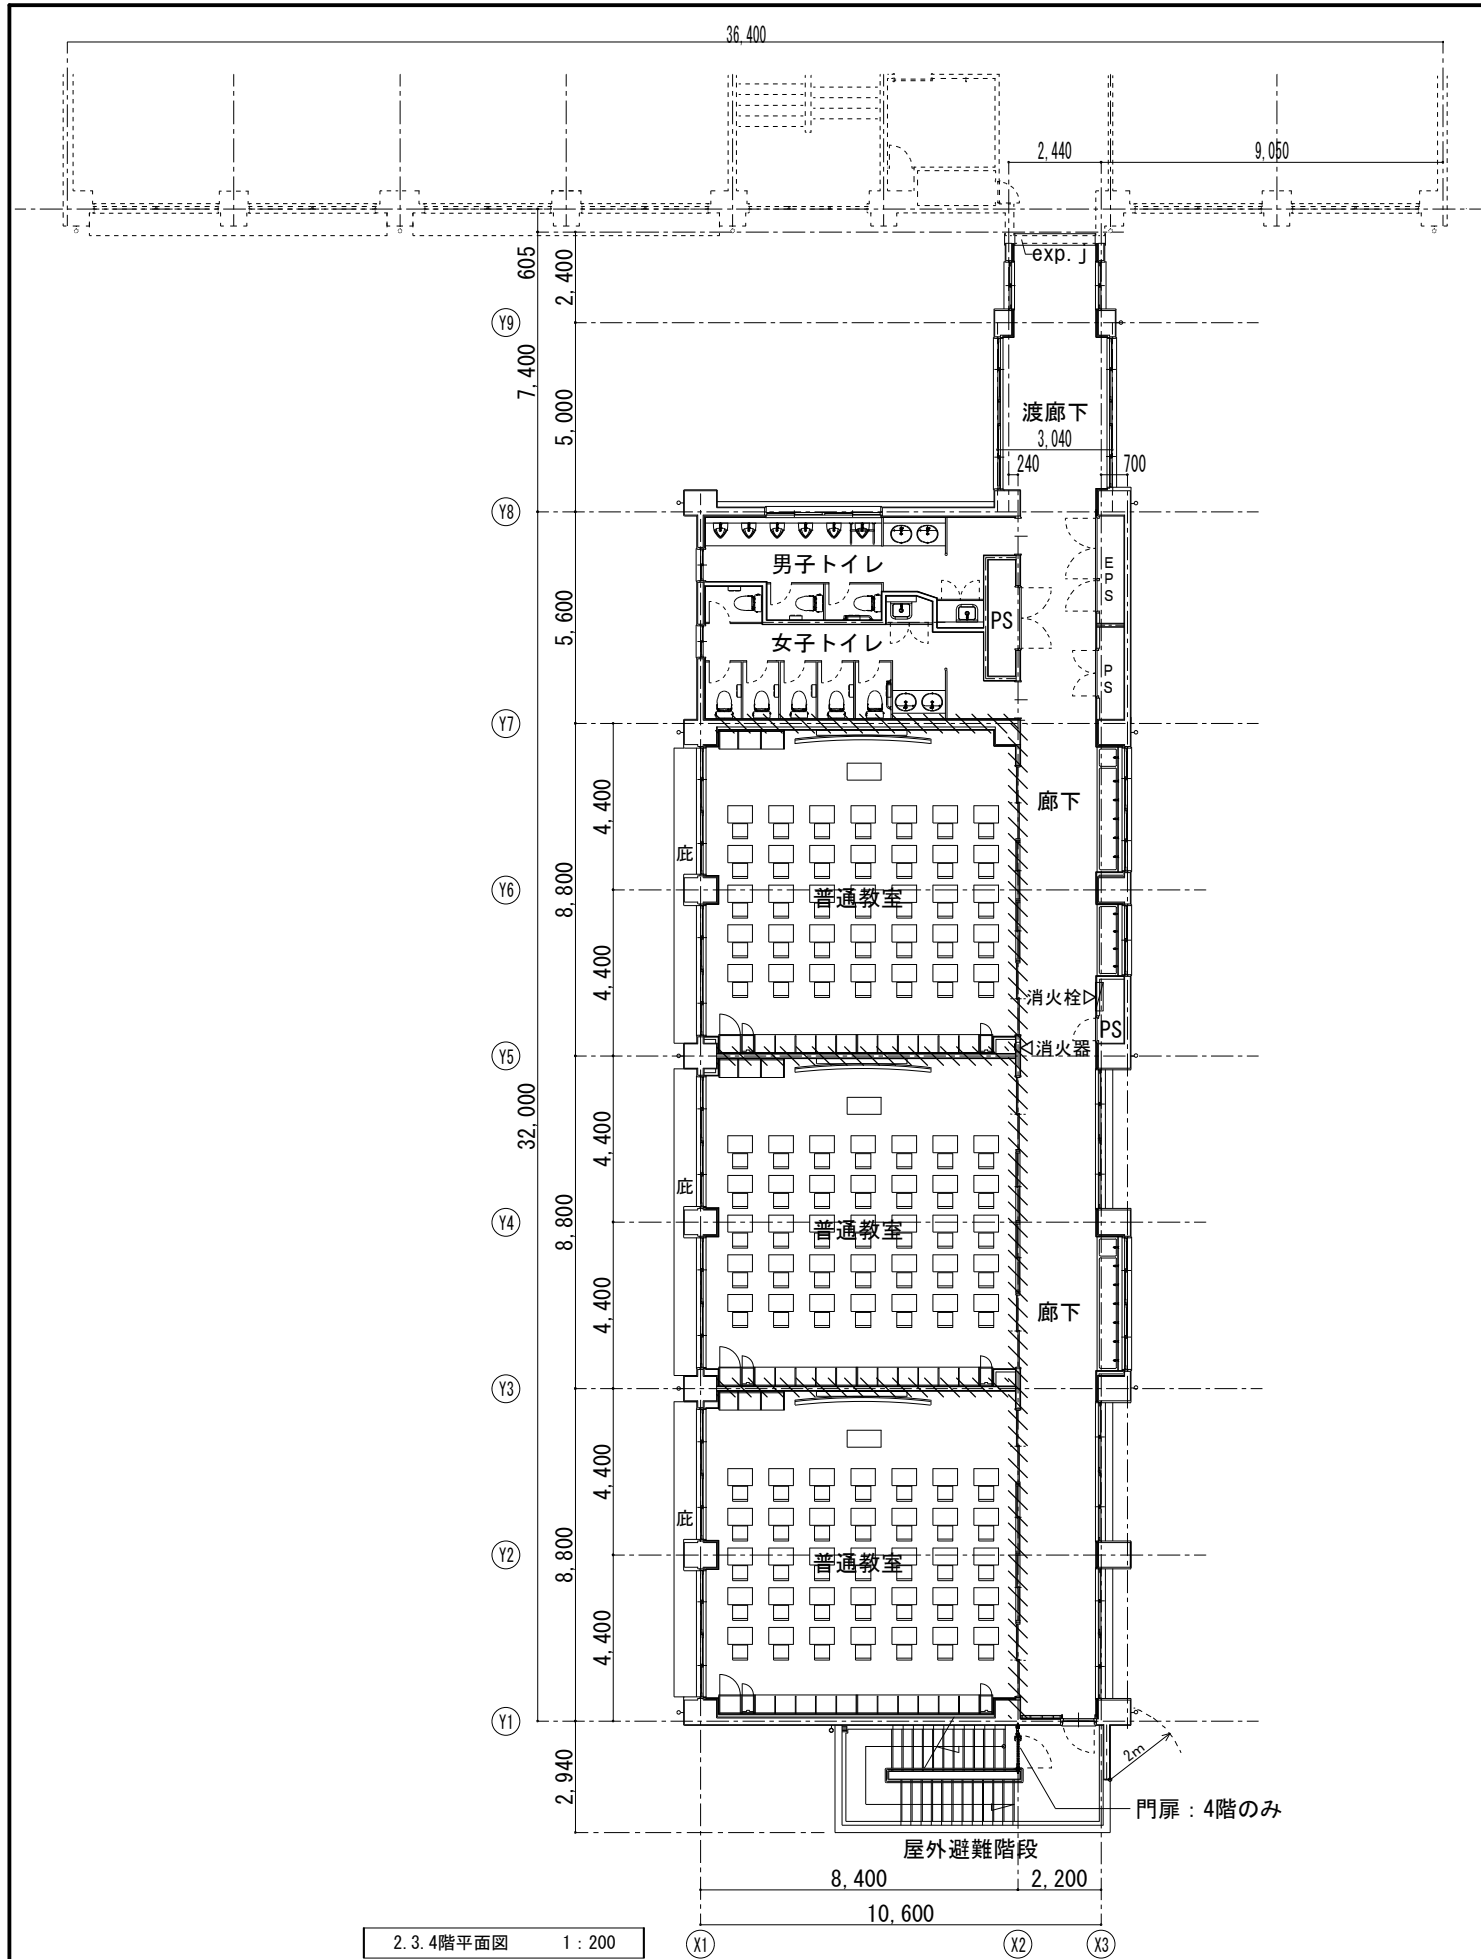 36,400
2,440
9,050
exp.j
605
2,400
Y9
7,400
5,000
渡廊下
3,040
240
700
Y8
男子トイレ
EPS
5,600
PS
女子トイレ
PS
Y7
4,400
廊下
庇
8,800
Y6
普通教室
4,400
消火栓
PS
Y5
消火器
32,000
4,400
庇
8,800
Y4
普通教室
4,400
廊下
Y3
4,400
庇
8,800
Y2
普通教室
4,400
Y1
2m
2,940
門扉：4階のみ
屋外避難階段
8,400
2,200
10,600
2.3.4階平面図 1：200
X1
X2
X3